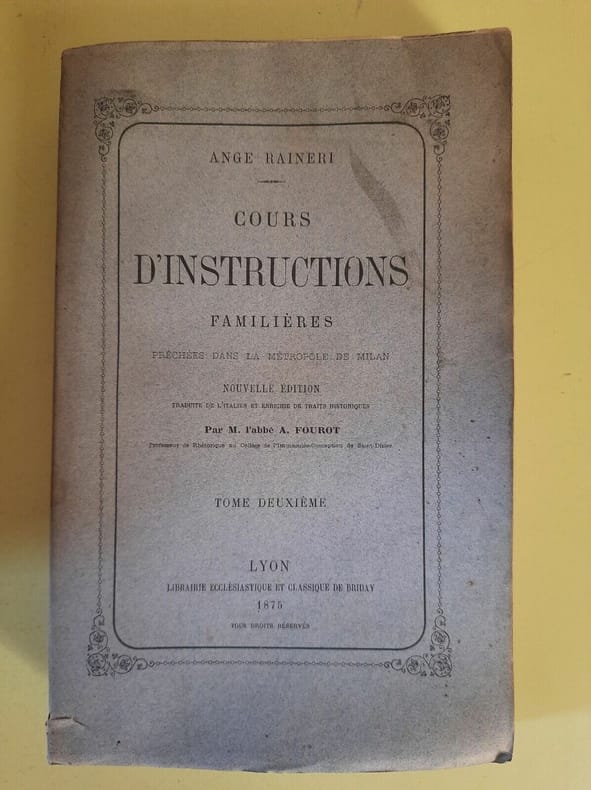 ANGE RAINERI
COURS
D'INSTRUCTIONS
FAMILIÈRES
PRÊCHÉES DANS LA MÉTROPOLE DE MILAN
NOUVELLE ÉDITION
TRADUITE DE L'ITALIEN ET ENRICHIE DE TRAITS HISTORIQUES
Par M. l'abbé A. FOUROT
Professeur de Rhétorique au Collège de l'Immaculée-Conception de Saint-Dizier
TOME DEUXIÈME
LYON
LIBRAIRIE ECCLÉSIASTIQUE ET CLASSIQUE DE BRIDAY
1875
TOUS DROITS RÉSERVÉS